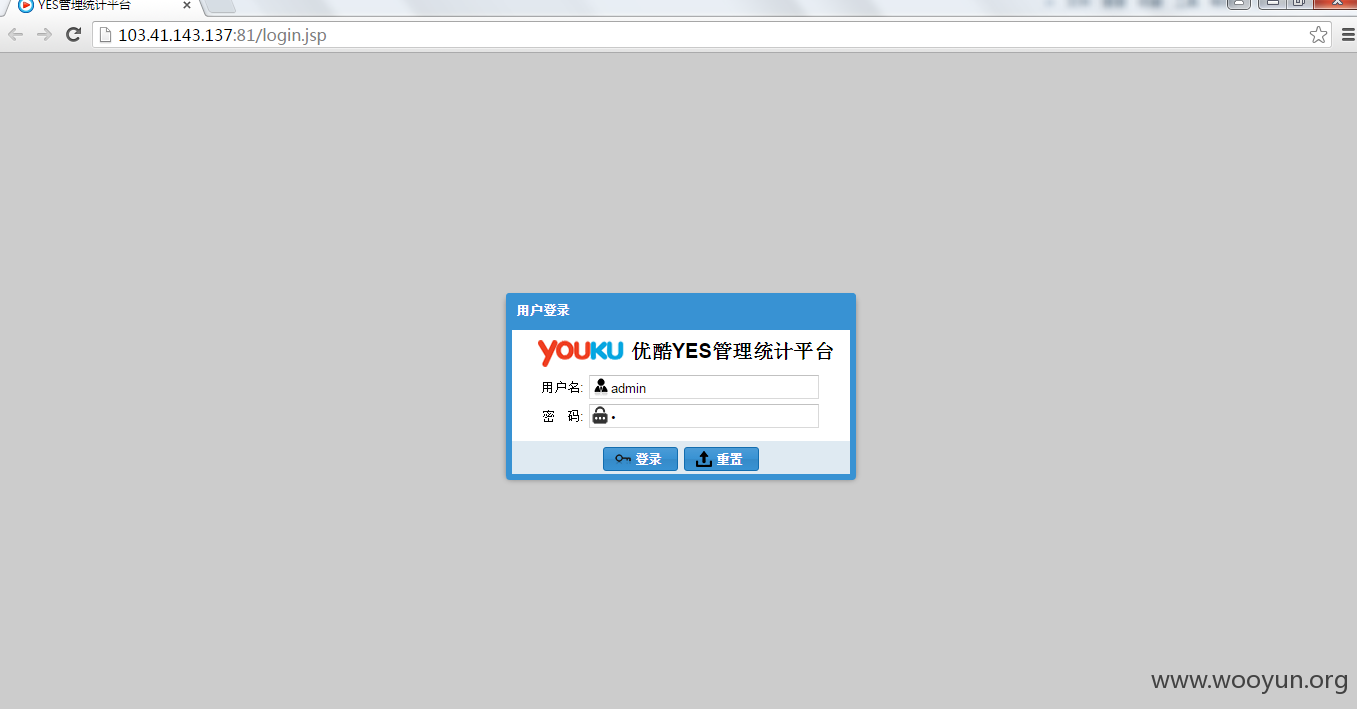 YES管理统计平台
103.41.143.137:81/login.jsp
用户登录
YOUKU 优酷YES管理统计平台
用户名: admin
密 码: •
登录 重置
www.wooyun.org